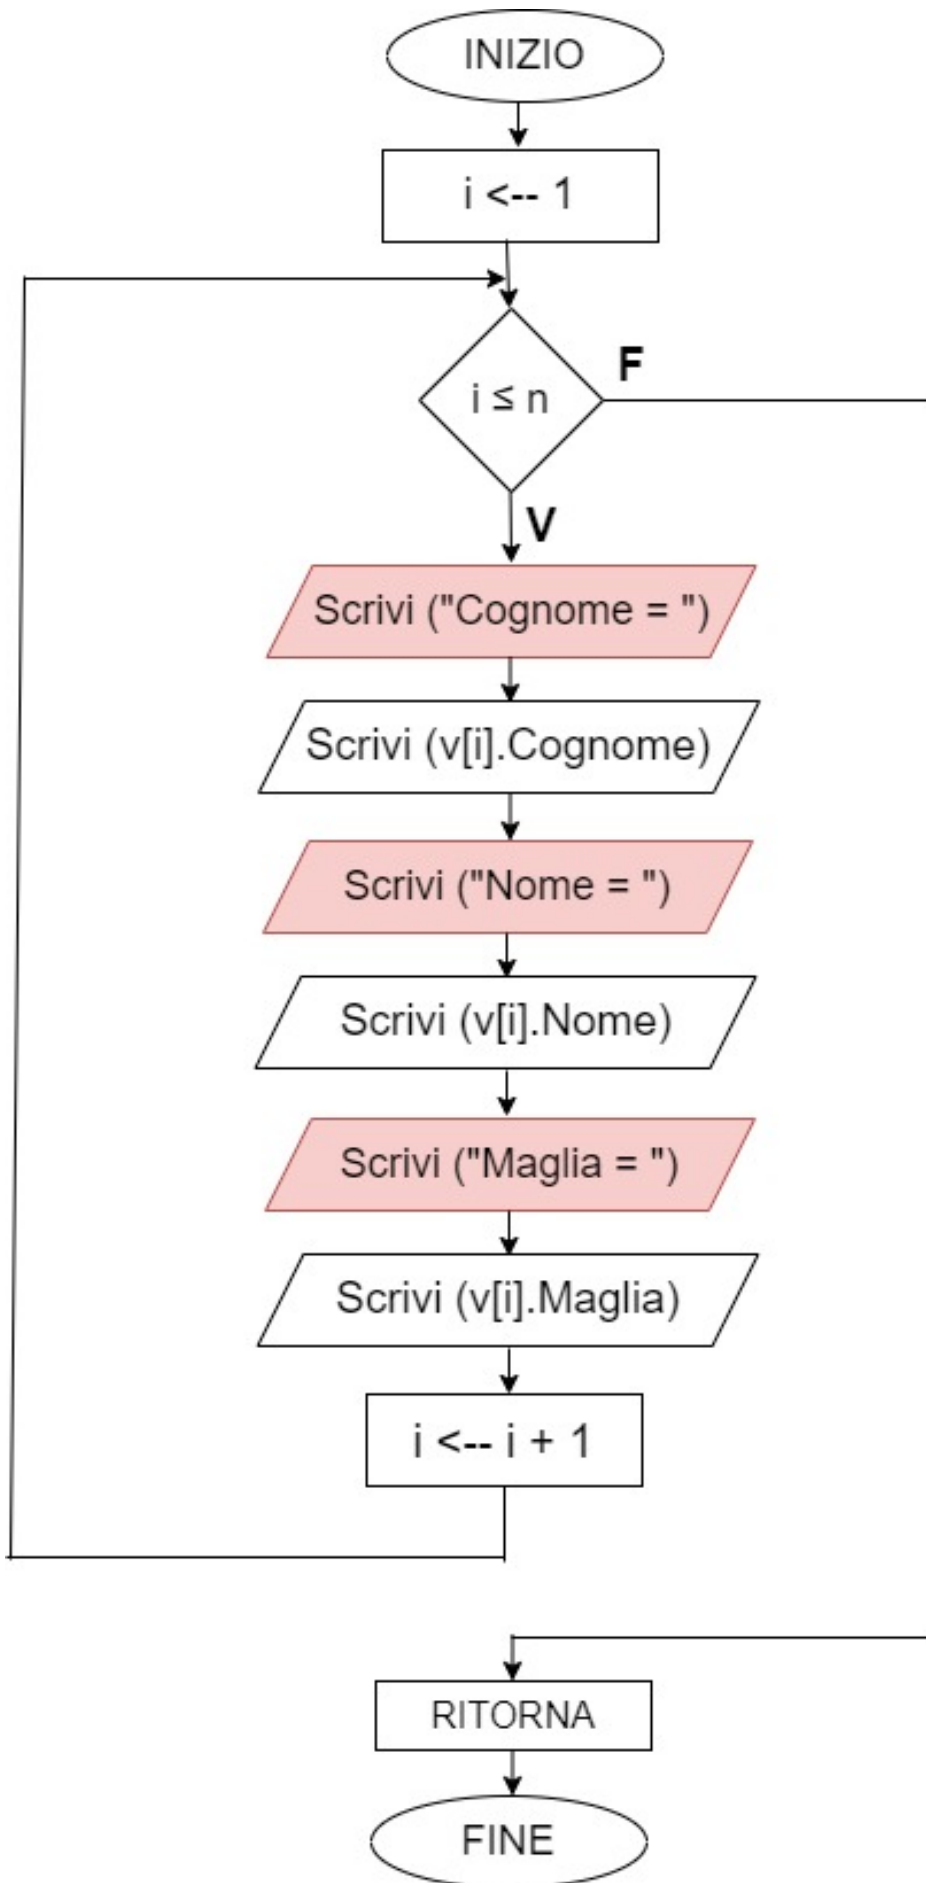 INIZIO
i <-- 1
i ≤ n
F
V
Scrivi ("Cognome = ")
Scrivi (v[i].Cognome)
Scrivi ("Nome = ")
Scrivi (v[i].Nome)
Scrivi ("Maglia = ")
Scrivi (v[i].Maglia)
i <-- i + 1
RITORNA
FINE